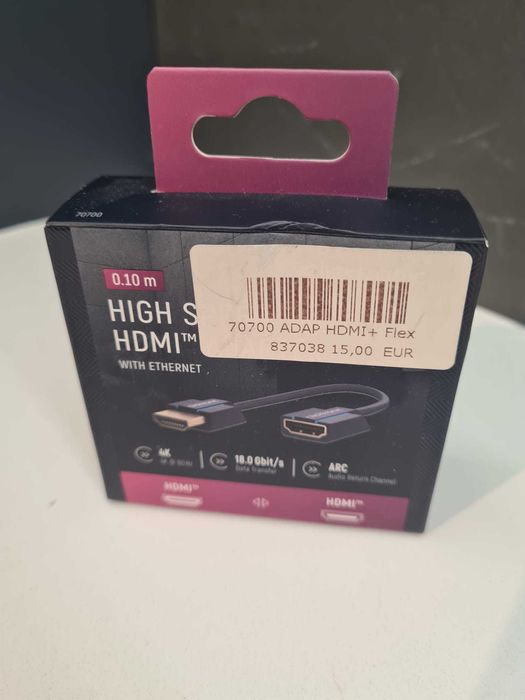 70700
0.10 m
HIGH S
HDMI™
WITH ETHERNET
70700 ADAP HDMI+ Flex
837038 15,00 EUR
4K
18.0 Gbit/s
Data Transfer
ARC
Audio Return Channel
HDMI™
HDMI™